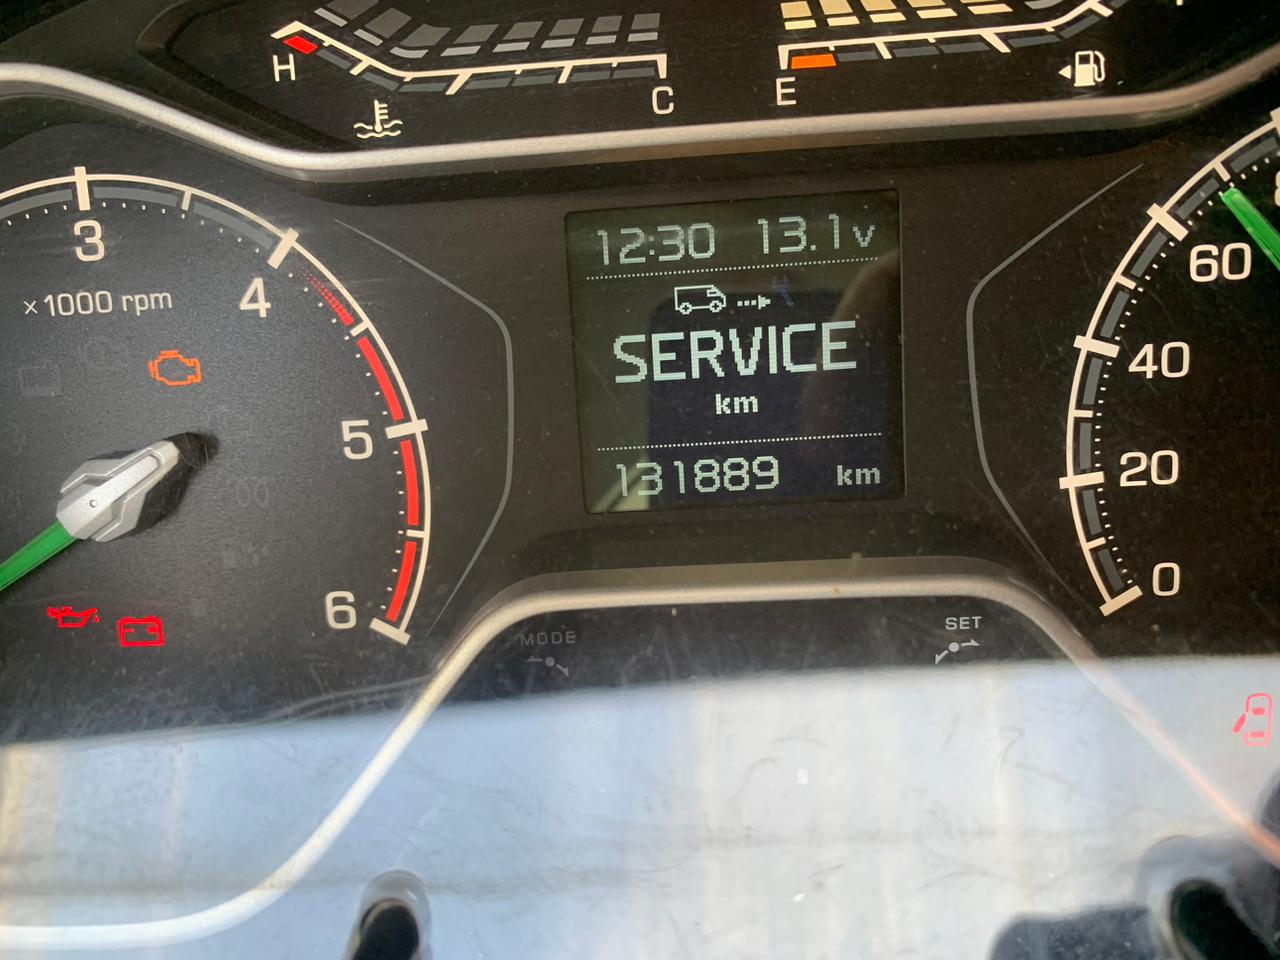 H
C
E
3
×1000 rpm
4
5
6
12:30 13.1v
SERVICE
km
131889 km
60
40
20
0
MODE
SET